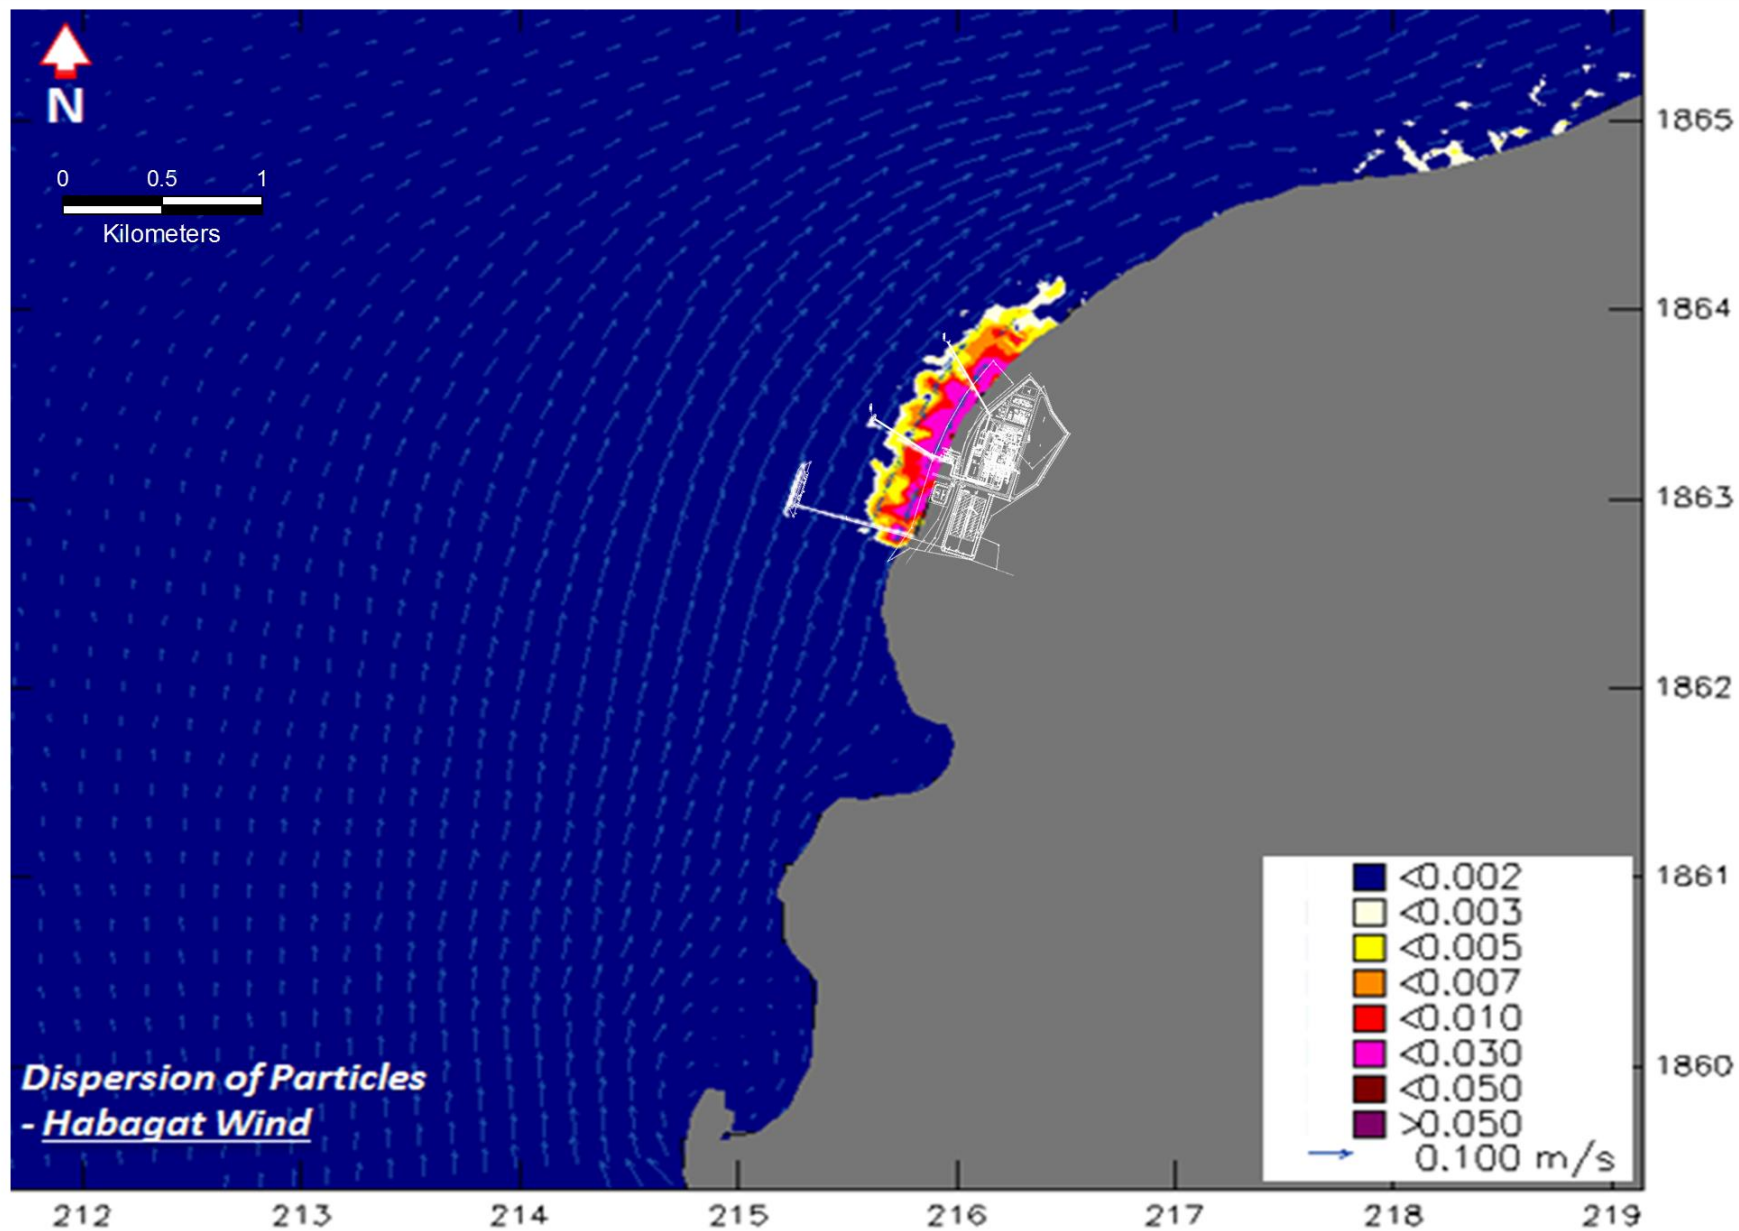 N
0 0.5 1
Kilometers
1865
1864
1863
1862
1861
1860
<0.002
<0.003
<0.005
<0.007
<0.010
<0.030
<0.050
>0.050
0.100 m/s
Dispersion of Particles
- Habagat Wind
212 213 214 215 216 217 218 219